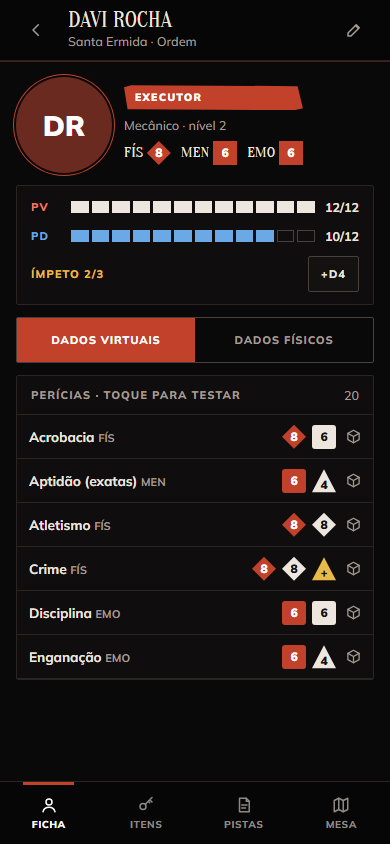 DAVI ROCHA
Santa Ermida · Ordem
DR
EXECUTOR
Mecânico · nível 2
FÍS 8 MEN 6 EMO 6
PV 12/12
PD 10/12
ÍMPETO 2/3 +D4
DADOS VIRTUAIS DADOS FÍSICOS
PERÍCIAS · TOQUE PARA TESTAR 20
Acrobacia FÍS 8 6
Aptidão (exatas) MEN 6 4
Atletismo FÍS 8 8
Crime FÍS 8 8 +
Disciplina EMO 6 6
Enganação EMO 6 4
FICHA ITENS PISTAS MESA